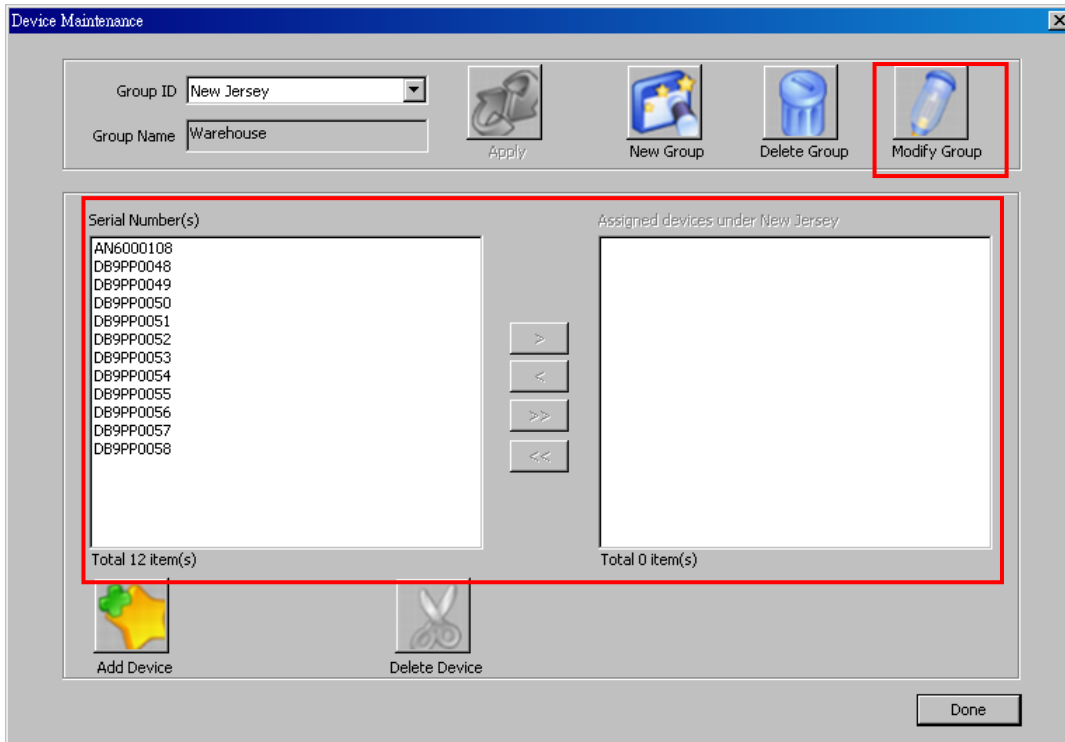 Device Maintenance
Group ID New Jersey
Group Name Warehouse
Apply
New Group
Delete Group
Modify Group
Serial Number(s)
AN6000108
DB9PP0048
DB9PP0049
DB9PP0050
DB9PP0051
DB9PP0052
DB9PP0053
DB9PP0054
DB9PP0055
DB9PP0056
DB9PP0057
DB9PP0058
Total 12 item(s)
>
<
>>
<<
Assigned devices under New Jersey
Total 0 item(s)
Add Device
Delete Device
Done